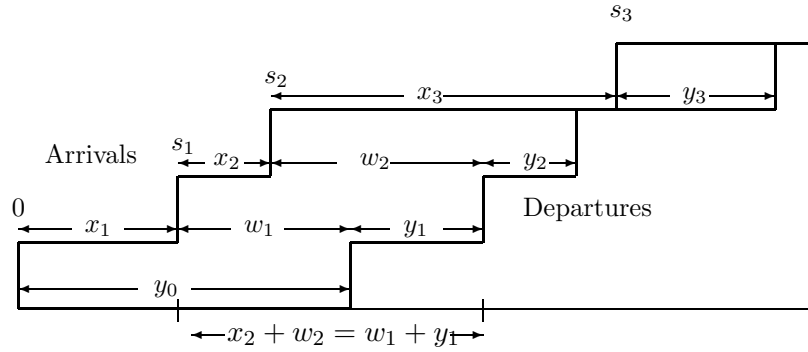 s₃
s₂
x₃ y₃
s₁
Arrivals x₂ w₂ y₂
0 Departures
x₁ w₁ y₁
y₀
x₂ + w₂ = w₁ + y₁